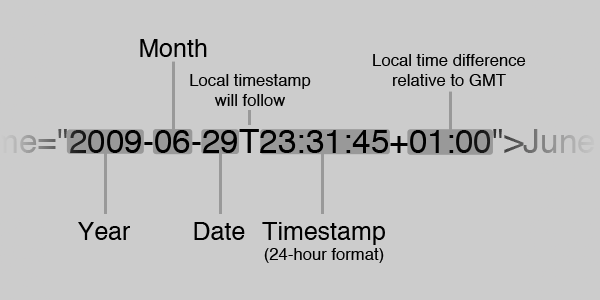 Month
Local time difference
relative to GMT
Local timestamp
will follow
ne="2009-06-29T23:31:45+01:00">June
Year
Date
Timestamp
(24-hour format)